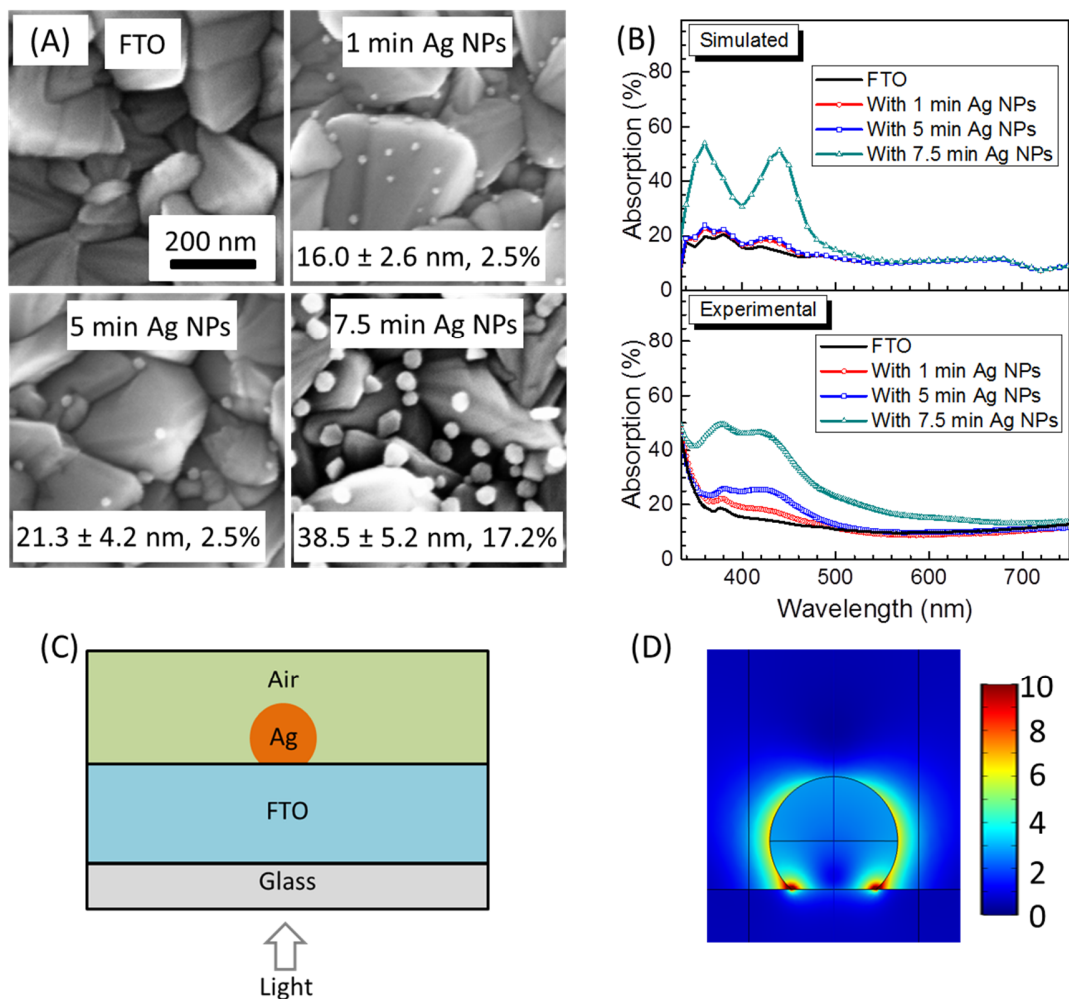 (A)
FTO
1 min Ag NPs
200 nm
16.0 ± 2.6 nm, 2.5%
5 min Ag NPs
7.5 min Ag NPs
21.3 ± 4.2 nm, 2.5%
38.5 ± 5.2 nm, 17.2%
(B)
Simulated
FTO
With 1 min Ag NPs
With 5 min Ag NPs
With 7.5 min Ag NPs
Absorption (%)
80
60
40
20
0
Experimental
FTO
With 1 min Ag NPs
With 5 min Ag NPs
With 7.5 min Ag NPs
Absorption (%)
80
60
40
20
0
400 500 600 700
Wavelength (nm)
(C)
Air
Ag
FTO
Glass
Light
(D)
10
8
6
4
2
0